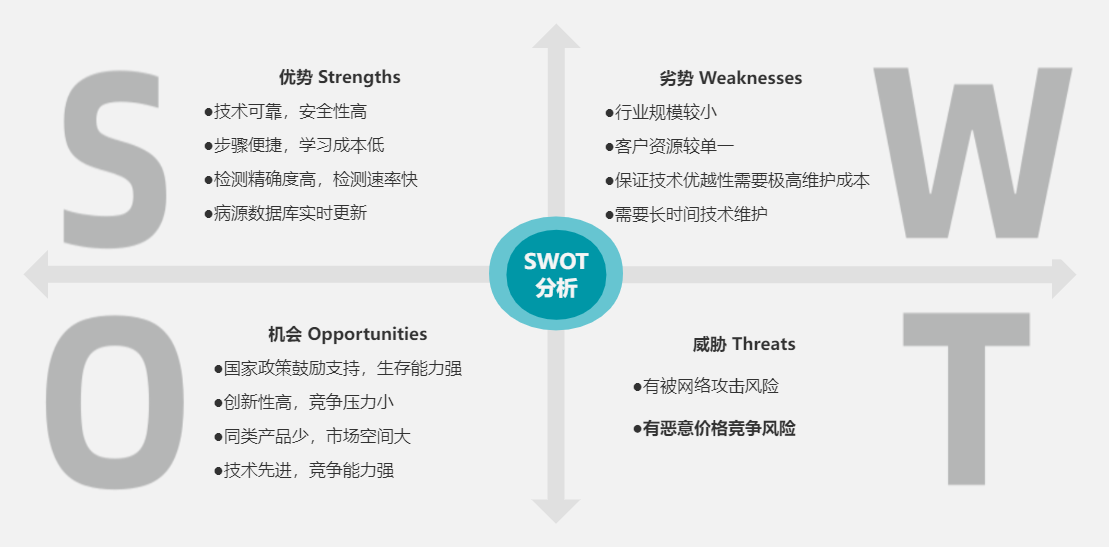 S
优势 Strengths
●技术可靠，安全性高
●步骤便捷，学习成本低
●检测精确度高，检测速率快
●病源数据库实时更新
W
劣势 Weaknesses
●行业规模较小
●客户资源较单一
●保证技术优越性需要极高维护成本
●需要长时间技术维护
SWOT
分析
O
机会 Opportunities
●国家政策鼓励支持，生存能力强
●创新性高，竞争压力小
●同类产品少，市场空间大
●技术先进，竞争能力强
T
威胁 Threats
●有被网络攻击风险
●有恶意价格竞争风险